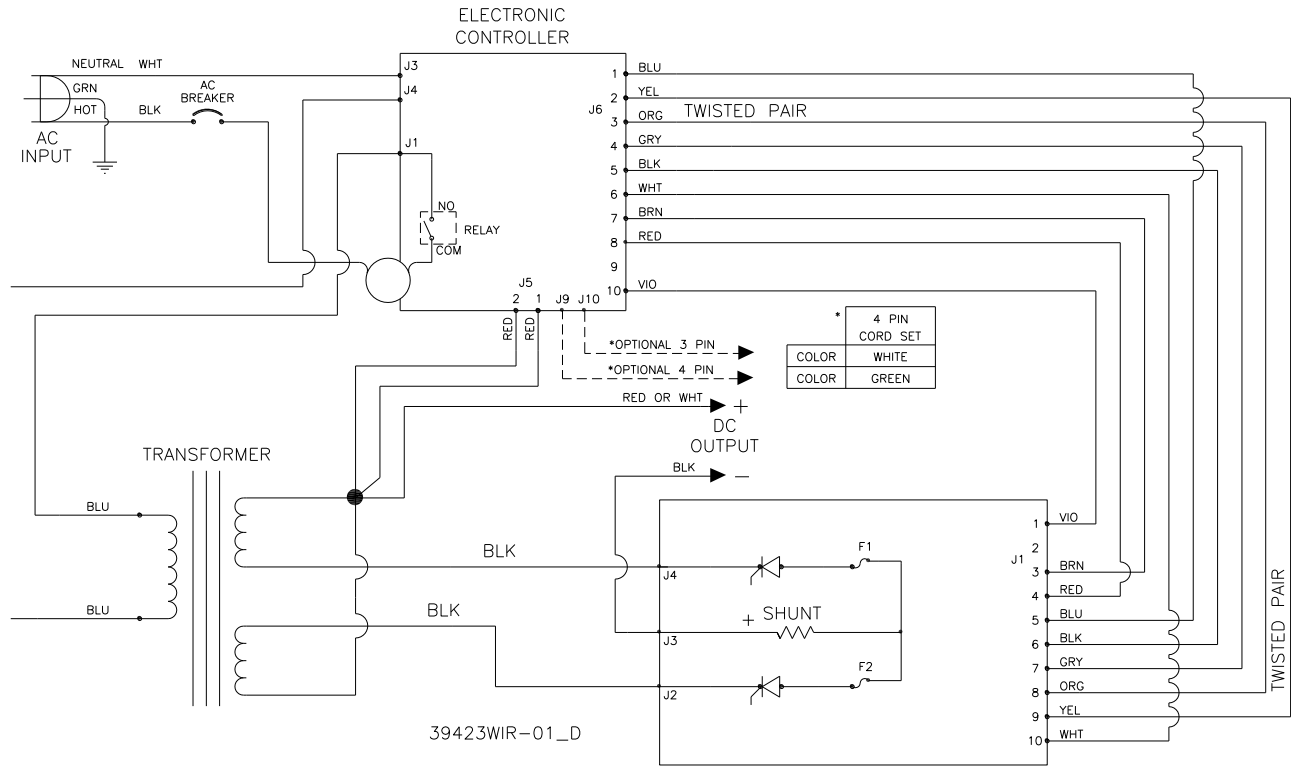 ELECTRONIC
CONTROLLER
NEUTRAL WHT
GRN
HOT
BLK
AC
BREAKER
AC
INPUT
J3
J4
J1
NO
RELAY
COM
J6
1 BLU
2 YEL
TWISTED PAIR
3 ORG
4 GRY
5 BLK
6 WHT
7 BRN
8 RED
9
10 VIO
J5
2 1 J9 J10
RED
RED
*OPTIONAL 3 PIN
*OPTIONAL 4 PIN
* 4 PIN
CORD SET
COLOR WHITE
COLOR GREEN
RED OR WHT +
DC
OUTPUT
BLK −
TRANSFORMER
BLU
BLU
BLK
BLK
J4
F1
+ SHUNT
J3
F2
J2
J1
1 VIO
2
3 BRN
4 RED
5 BLU
6 BLK
7 GRY
8 ORG
9 YEL
10 WHT
TWISTED PAIR
39423WIR-01_D